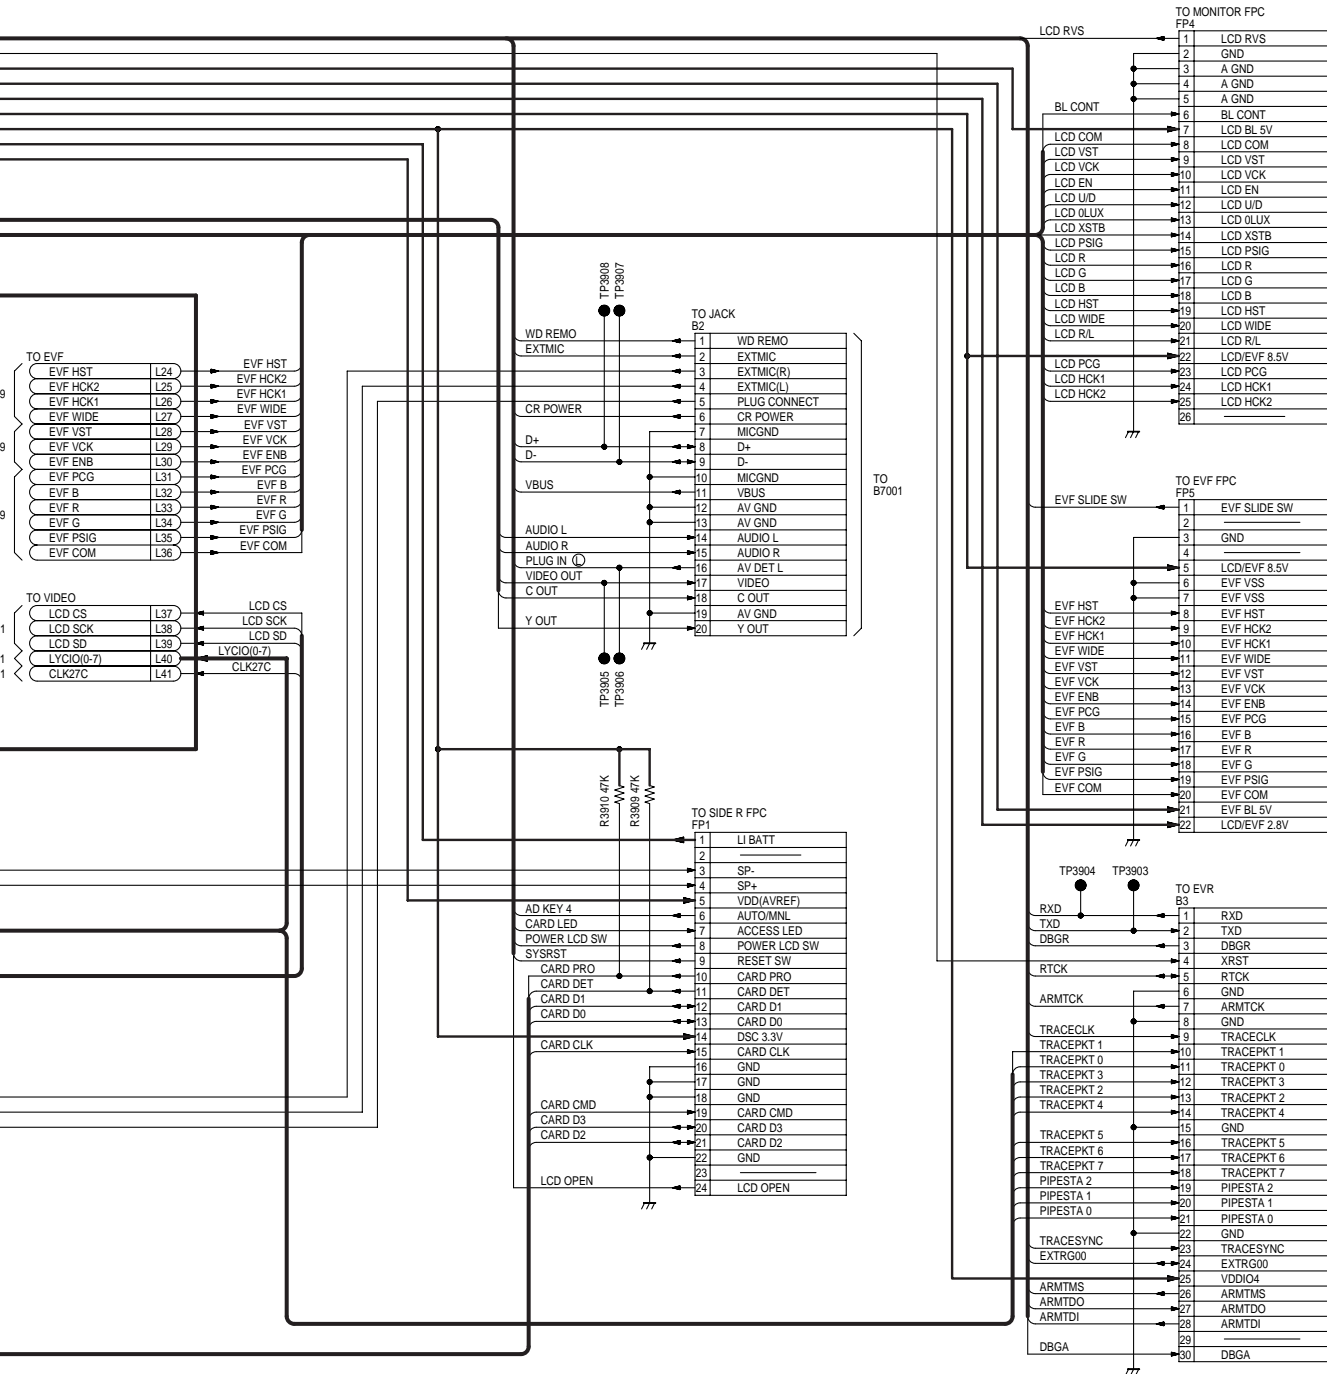 TO MONITOR FPC
FP4
LCD RVS
1 LCD RVS
2 GND
3 A GND
4 A GND
5 A GND
BL CONT
6 BL CONT
7 LCD BL 5V
LCD COM
8 LCD COM
LCD VST
9 LCD VST
LCD VCK
10 LCD VCK
LCD EN
11 LCD EN
LCD U/D
12 LCD U/D
LCD 0LUX
13 LCD 0LUX
LCD XSTB
14 LCD XSTB
LCD PSIG
15 LCD PSIG
LCD R
16 LCD R
LCD G
17 LCD G
LCD B
18 LCD B
LCD HST
19 LCD HST
LCD WIDE
20 LCD WIDE
LCD R/L
21 LCD R/L
22 LCD/EVF 8.5V
LCD PCG
23 LCD PCG
LCD HCK1
24 LCD HCK1
LCD HCK2
25 LCD HCK2
26
TO EVF
EVF HST L24 EVF HST
EVF HCK2 L25 EVF HCK2
9
EVF HCK1 L26 EVF HCK1
EVF WIDE L27 EVF WIDE
EVF VST L28 EVF VST
9
EVF VCK L29 EVF VCK
EVF ENB L30 EVF ENB
EVF PCG L31 EVF PCG
EVF B L32 EVF B
EVF R L33 EVF R
9
EVF G L34 EVF G
EVF PSIG L35 EVF PSIG
EVF COM L36 EVF COM
TO VIDEO
LCD CS L37 LCD CS
1
LCD SCK L38 LCD SCK
LCD SD L39 LCD SD
1
LYCIO(0-7) L40 LYCIO(0-7)
1
CLK27C L41 CLK27C
TP3908
TP3907
TO JACK
B2
WD REMO
1 WD REMO
EXTMIC
2 EXTMIC
3 EXTMIC(R)
4 EXTMIC(L)
5 PLUG CONNECT
CR POWER
6 CR POWER
7 MICGND
D+
8 D+
D-
9 D-
10 MICGND
VBUS
11 VBUS
12 AV GND
13 AV GND
AUDIO L
14 AUDIO L
AUDIO R
15 AUDIO R
PLUG IN Ⓛ
16 AV DET L
VIDEO OUT
17 VIDEO
C OUT
18 C OUT
19 AV GND
Y OUT
20 Y OUT
TO
B7001
TP3905
TP3906
R3910 47K
R3909 47K
TO SIDE R FPC
FP1
1 LI BATT
2
3 SP-
4 SP+
5 VDD(AVREF)
AD KEY 4
6 AUTO/MNL
CARD LED
7 ACCESS LED
POWER LCD SW
8 POWER LCD SW
SYSRST
9 RESET SW
CARD PRO
10 CARD PRO
CARD DET
11 CARD DET
CARD D1
12 CARD D1
CARD D0
13 CARD D0
14 DSC 3.3V
CARD CLK
15 CARD CLK
16 GND
17 GND
18 GND
CARD CMD
19 CARD CMD
CARD D3
20 CARD D3
CARD D2
21 CARD D2
22 GND
23
LCD OPEN
24 LCD OPEN
TO EVF FPC
FP5
EVF SLIDE SW
1 EVF SLIDE SW
2
3 GND
4
5 LCD/EVF 8.5V
6 EVF VSS
7 EVF VSS
EVF HST
8 EVF HST
EVF HCK2
9 EVF HCK2
EVF HCK1
10 EVF HCK1
EVF WIDE
11 EVF WIDE
EVF VST
12 EVF VST
EVF VCK
13 EVF VCK
EVF ENB
14 EVF ENB
EVF PCG
15 EVF PCG
EVF B
16 EVF B
EVF R
17 EVF R
EVF G
18 EVF G
EVF PSIG
19 EVF PSIG
EVF COM
20 EVF COM
21 EVF BL 5V
22 LCD/EVF 2.8V
TP3904
TP3903
TO EVR
B3
RXD
1 RXD
TXD
2 TXD
DBGR
3 DBGR
4 XRST
RTCK
5 RTCK
6 GND
ARMTCK
7 ARMTCK
8 GND
TRACECLK
9 TRACECLK
TRACEPKT 1
10 TRACEPKT 1
TRACEPKT 0
11 TRACEPKT 0
TRACEPKT 3
12 TRACEPKT 3
TRACEPKT 2
13 TRACEPKT 2
TRACEPKT 4
14 TRACEPKT 4
15 GND
TRACEPKT 5
16 TRACEPKT 5
TRACEPKT 6
17 TRACEPKT 6
TRACEPKT 7
18 TRACEPKT 7
PIPESTA 2
19 PIPESTA 2
PIPESTA 1
20 PIPESTA 1
PIPESTA 0
21 PIPESTA 0
22 GND
TRACESYNC
23 TRACESYNC
EXTRG00
24 EXTRG00
25 VDDIO4
ARMTMS
26 ARMTMS
ARMTDO
27 ARMTDO
ARMTDI
28 ARMTDI
29
DBGA
30 DBGA